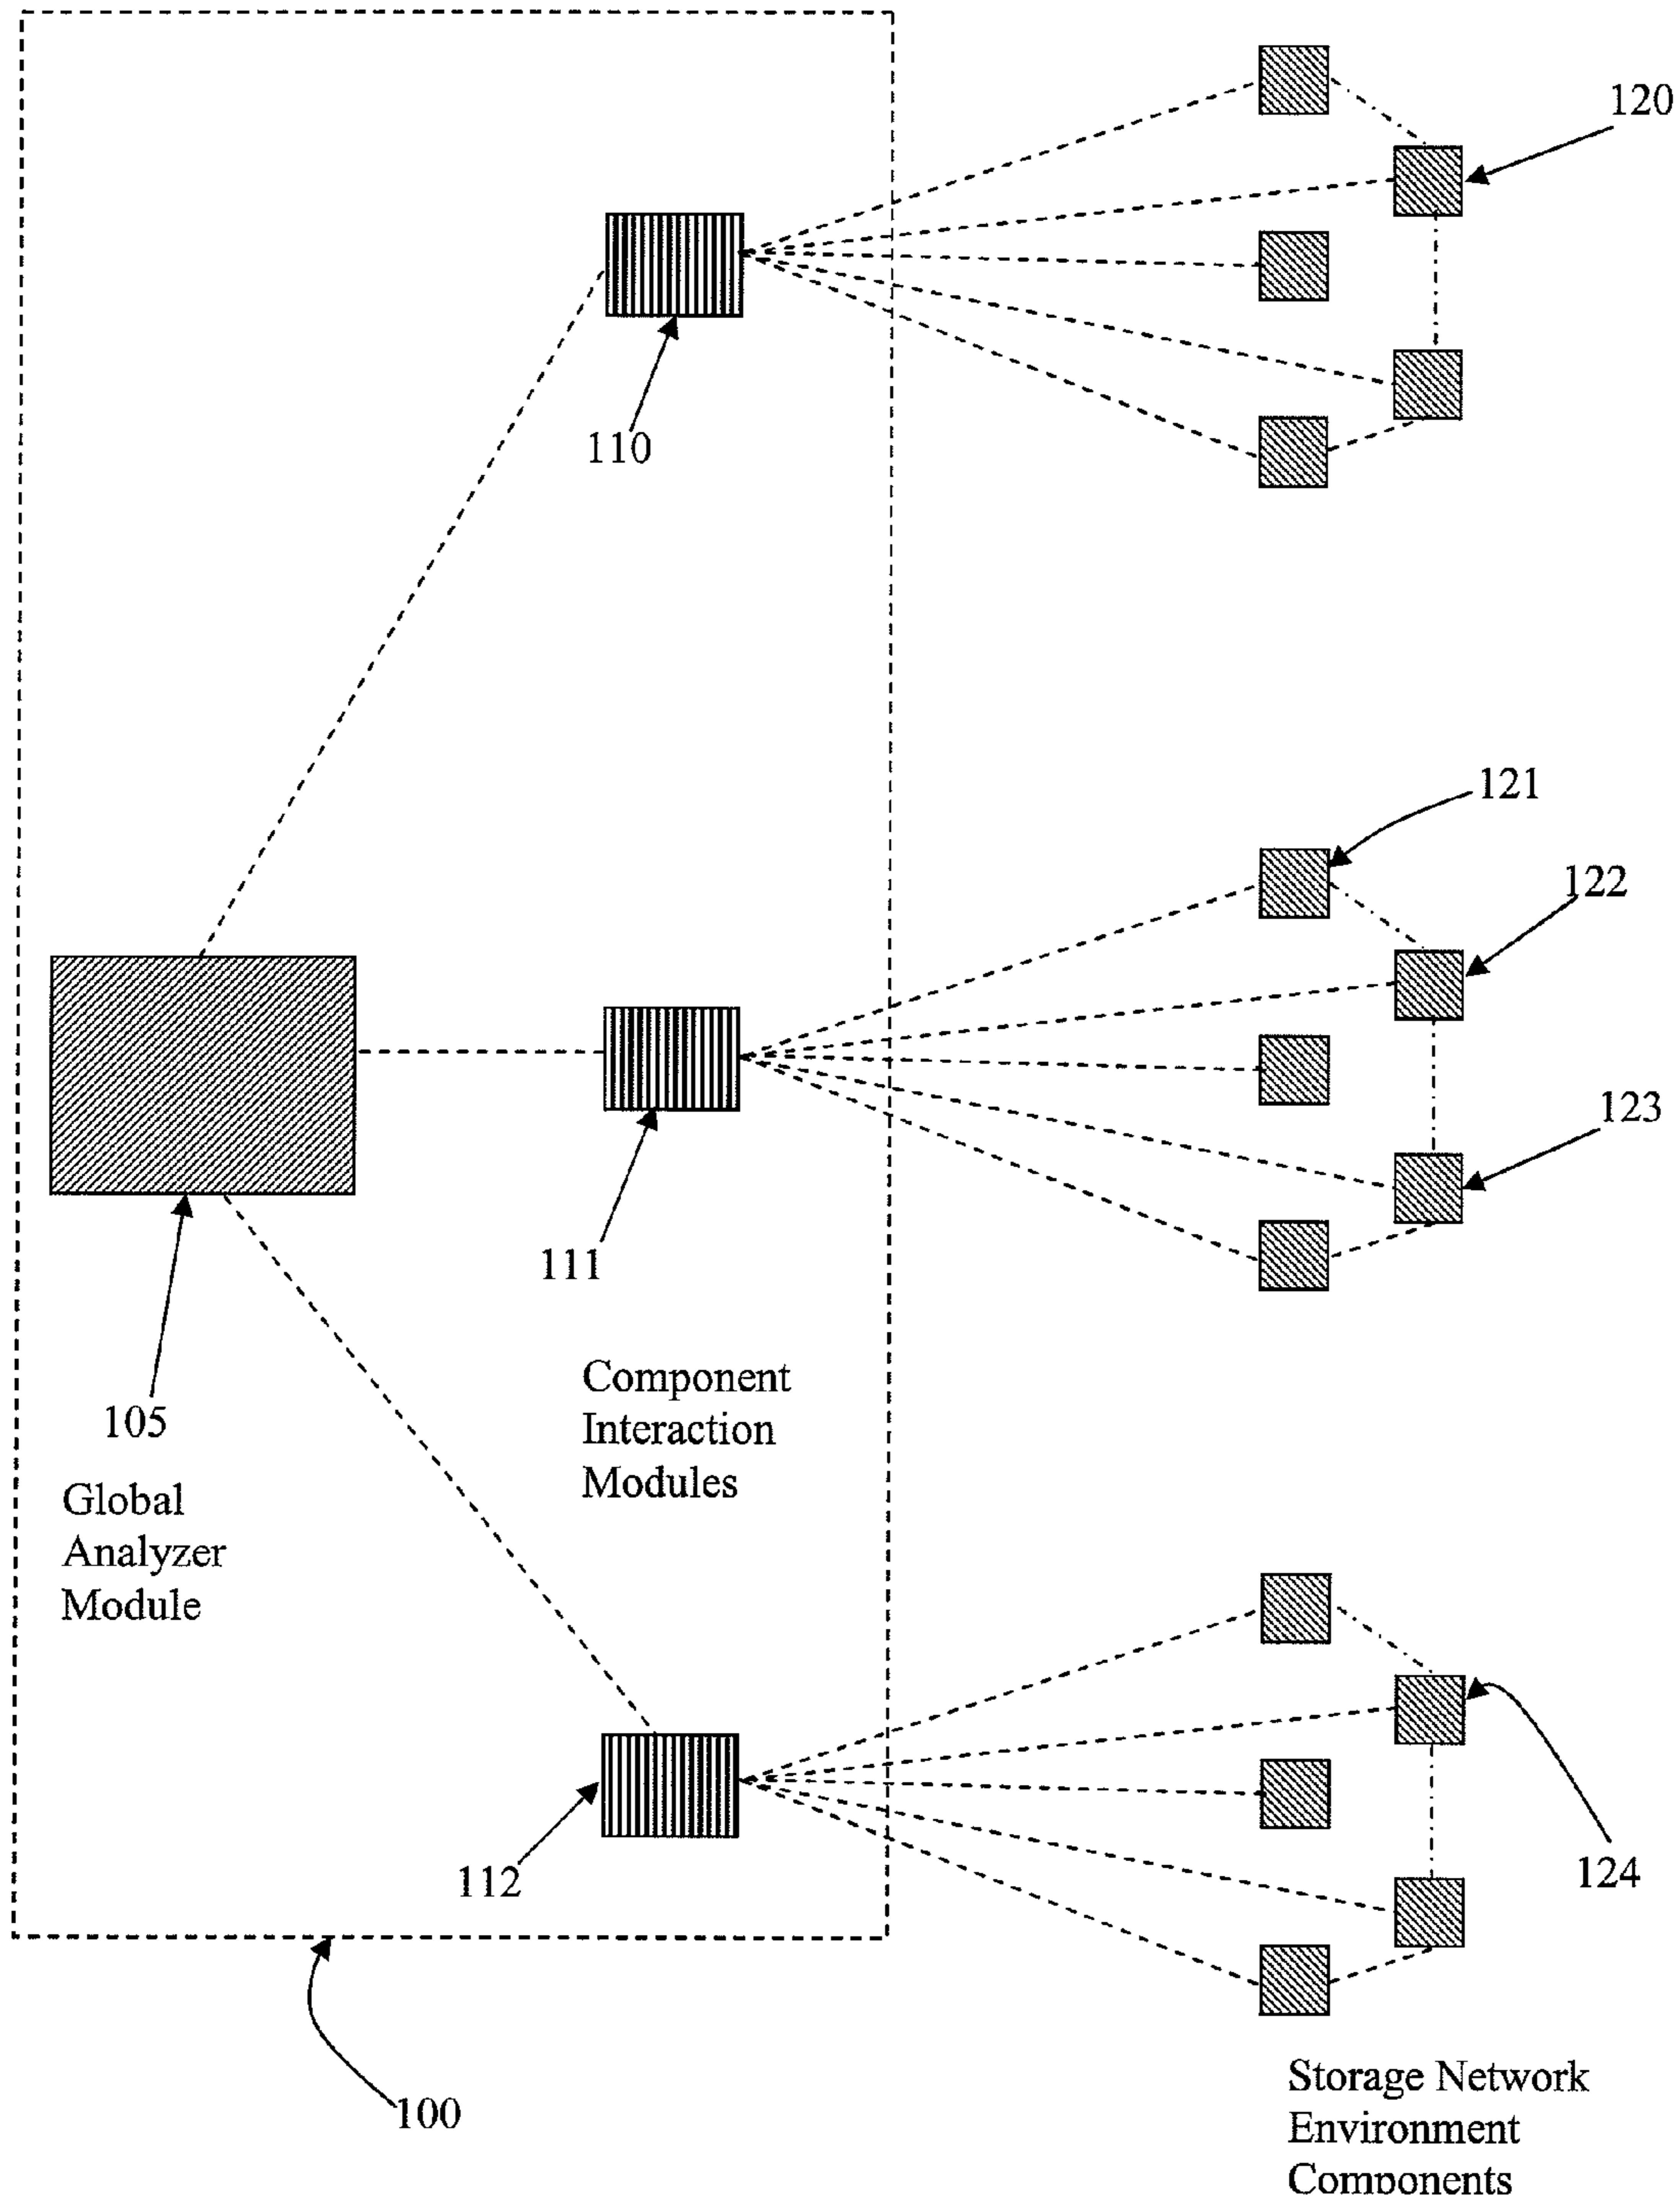 120
110
121
122
123
111
Component
Interaction
Modules
105
Global
Analyzer
Module
112
124
100
Storage Network
Environment
Components